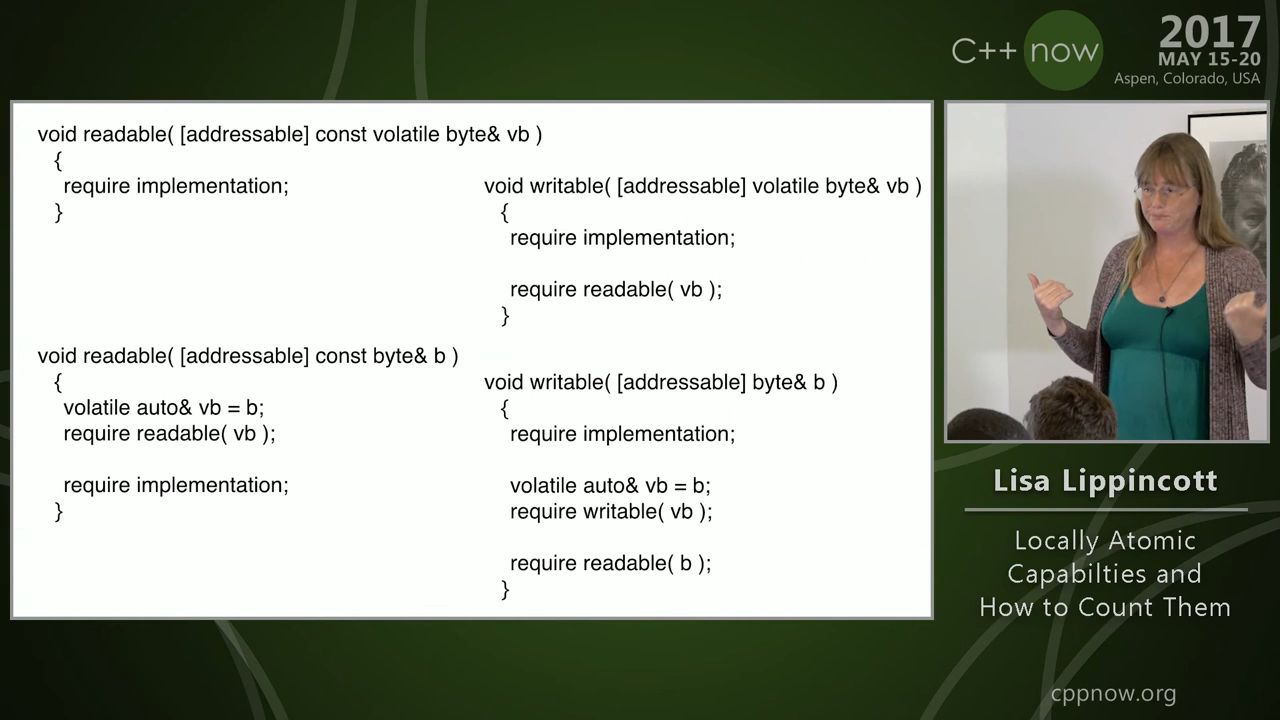 C++ now
2017
MAY 15-20
Aspen, Colorado, USA
void readable( [addressable] const volatile byte& vb )
{
require implementation;
}
void writable( [addressable] volatile byte& vb )
{
require implementation;
require readable( vb );
}
void readable( [addressable] const byte& b )
{
volatile auto& vb = b;
require readable( vb );
require implementation;
}
void writable( [addressable] byte& b )
{
require implementation;
volatile auto& vb = b;
require writable( vb );
require readable( b );
}
Lisa Lippincott
Locally Atomic
Capabilties and
How to Count Them
cppnow.org